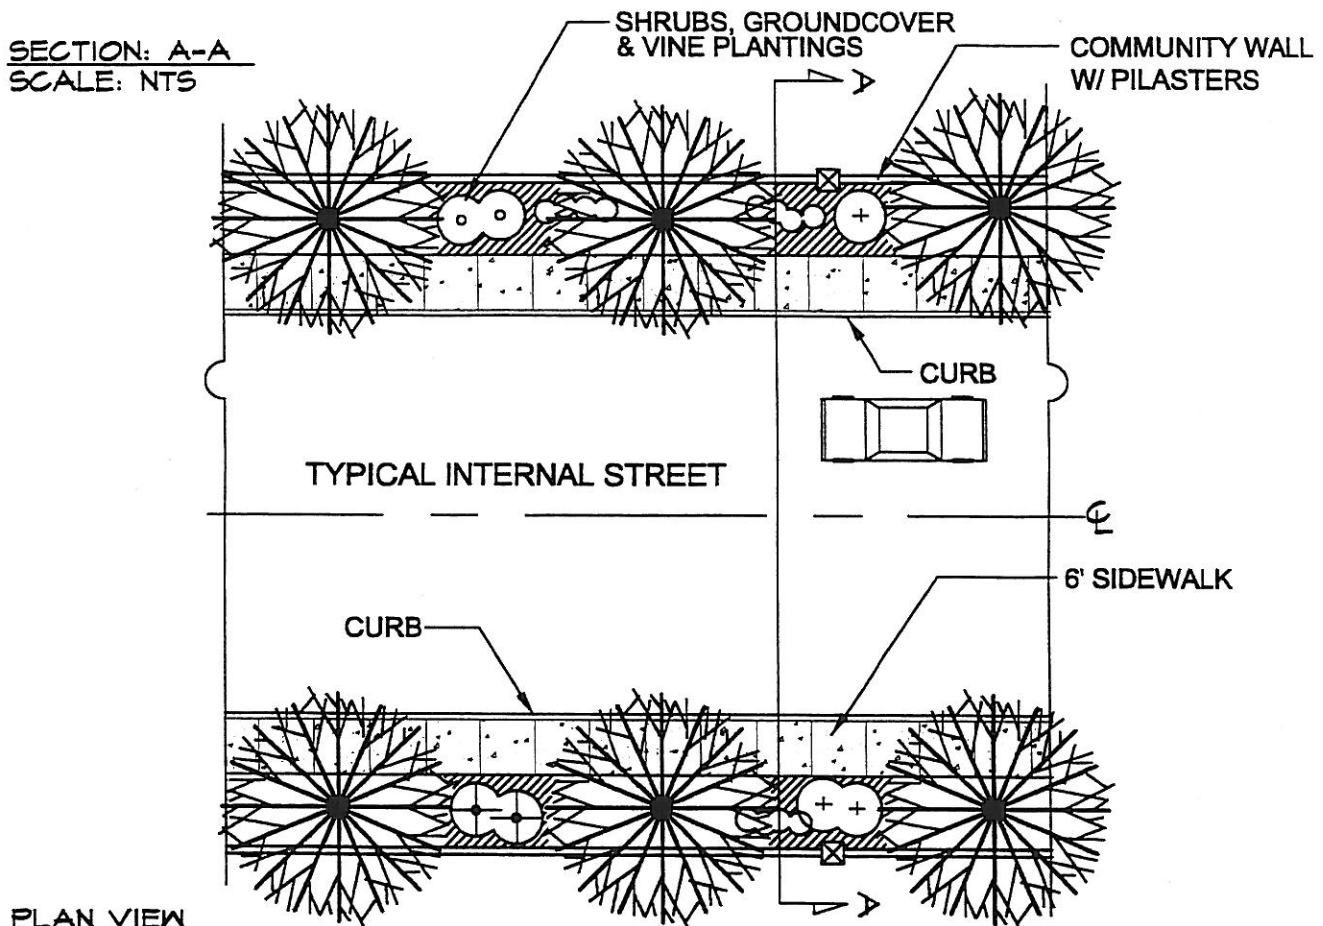 SECTION: A-A
SCALE: NTS
SHRUBS, GROUNDCOVER
& VINE PLANTINGS
A
COMMUNITY WALL
W/ PILASTERS
CURB
TYPICAL INTERNAL STREET
℄
6' SIDEWALK
CURB
A
PLAN VIEW